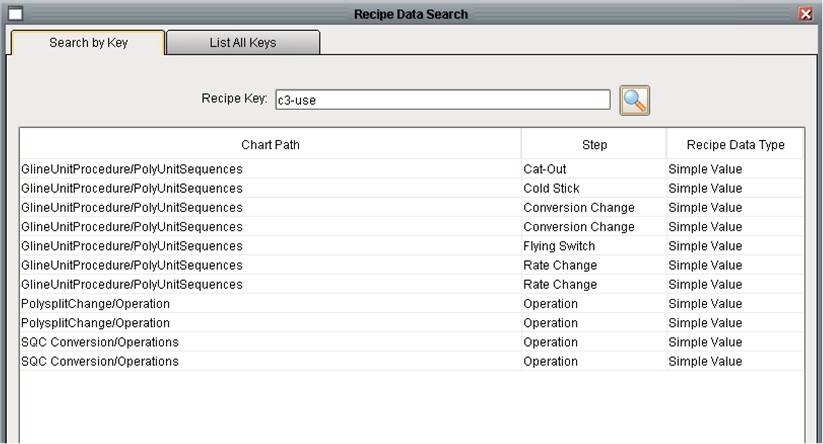 Recipe Data Search
Search by Key List All Keys
Recipe Key: c3-use
Chart Path Step Recipe Data Type
GlineUnitProcedure/PolyUnitSequences Cat-Out Simple Value
GlineUnitProcedure/PolyUnitSequences Cold Stick Simple Value
GlineUnitProcedure/PolyUnitSequences Conversion Change Simple Value
GlineUnitProcedure/PolyUnitSequences Conversion Change Simple Value
GlineUnitProcedure/PolyUnitSequences Flying Switch Simple Value
GlineUnitProcedure/PolyUnitSequences Rate Change Simple Value
GlineUnitProcedure/PolyUnitSequences Rate Change Simple Value
PolysplitChange/Operation Operation Simple Value
PolysplitChange/Operation Operation Simple Value
SQC Conversion/Operations Operation Simple Value
SQC Conversion/Operations Operation Simple Value